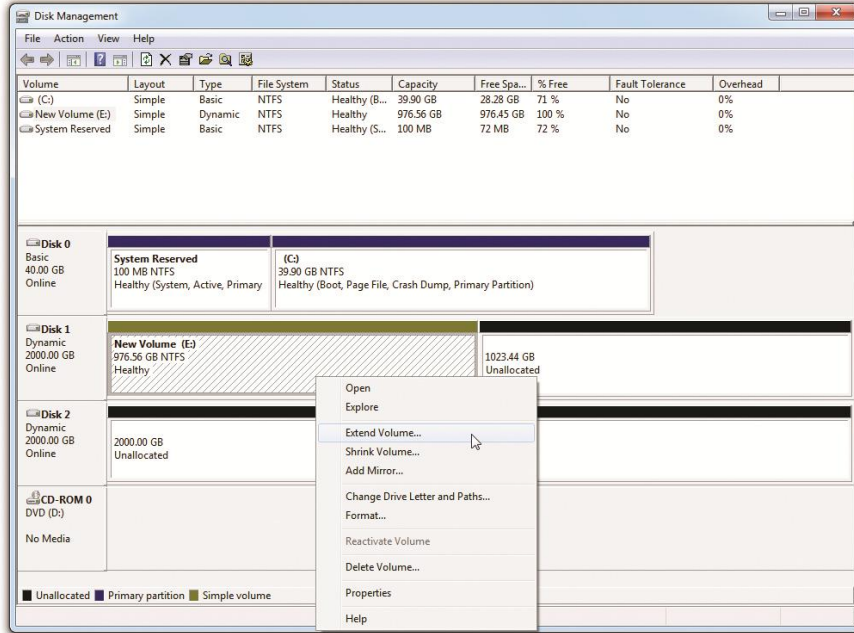 Disk Management
File Action View Help
Volume Layout Type File System Status Capacity Free Spa... % Free Fault Tolerance Overhead
(C:) Simple Basic NTFS Healthy (B... 39.90 GB 28.28 GB 71 % No 0%
New Volume (E:) Simple Dynamic NTFS Healthy 976.56 GB 976.45 GB 100 % No 0%
System Reserved Simple Basic NTFS Healthy (S... 100 MB 72 MB 72 % No 0%
Disk 0
Basic
40.00 GB
Online
System Reserved
100 MB NTFS
Healthy (System, Active, Primary
(C:)
39.90 GB NTFS
Healthy (Boot, Page File, Crash Dump, Primary Partition)
Disk 1
Dynamic
2000.00 GB
Online
New Volume (E:)
976.56 GB NTFS
Healthy
1023.44 GB
Unallocated
Disk 2
Dynamic
2000.00 GB
Online
2000.00 GB
Unallocated
CD-ROM 0
DVD (D:)
No Media
Open
Explore
Extend Volume...
Shrink Volume...
Add Mirror...
Change Drive Letter and Paths...
Format...
Reactivate Volume
Delete Volume...
Properties
Help
Unallocated Primary partition Simple volume